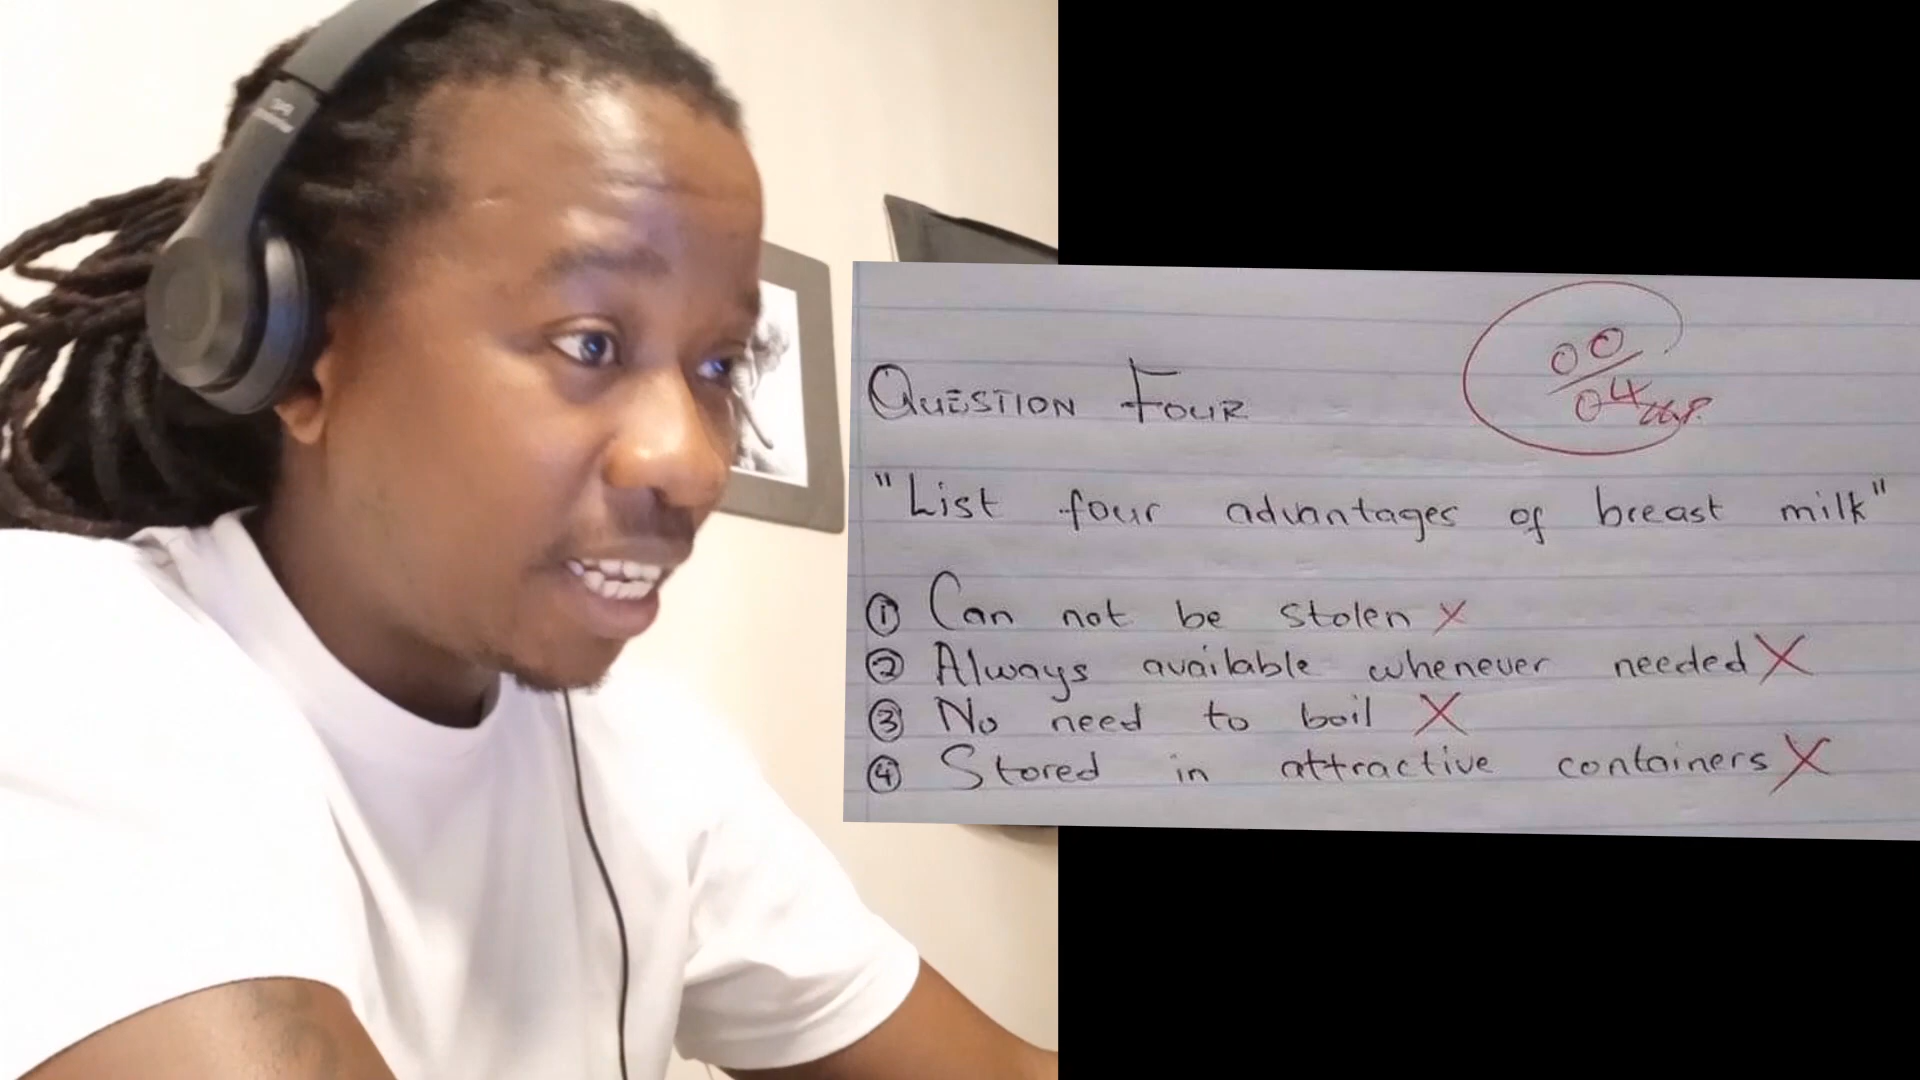 00
04
QUESTION FOUR
"List four advantages of breast milk"
① Can not be stolen X
② Always available whenever needed X
③ No need to boil X
④ Stored in attractive containers X